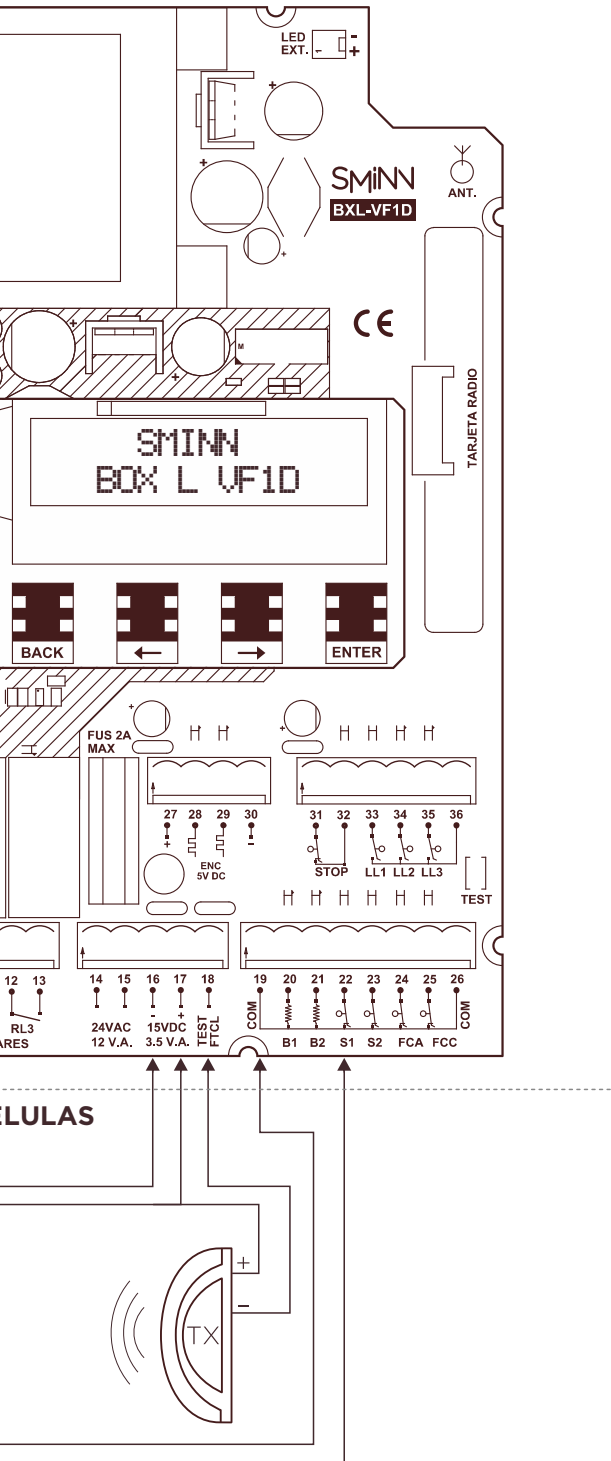 LED
EXT.
-
+
SMiNN
BXL-VF1D
ANT.
CE
M
TARJETA RADIO
SMINN
BOX L VF1D
BACK
←
→
ENTER
FUS 2A
MAX
27 28 29 30
+ -
ENC
5V DC
31 32 33 34 35 36
STOP LL1 LL2 LL3
TEST
12 13
RL3
ARES
14 15 16 17 18
- +
24VAC 15VDC
12 V.A. 3.5 V.A.
TEST
FTCL
19 20 21 22 23 24 25 26
COM B1 B2 S1 S2 FCA FCC COM
ELULAS
+
-
TX